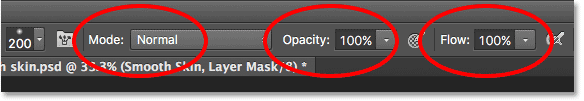 200 Mode: Normal Opacity: 100% Flow: 100%
skin.psd @ 33.3% (Smooth Skin, Layer Mask/8) *